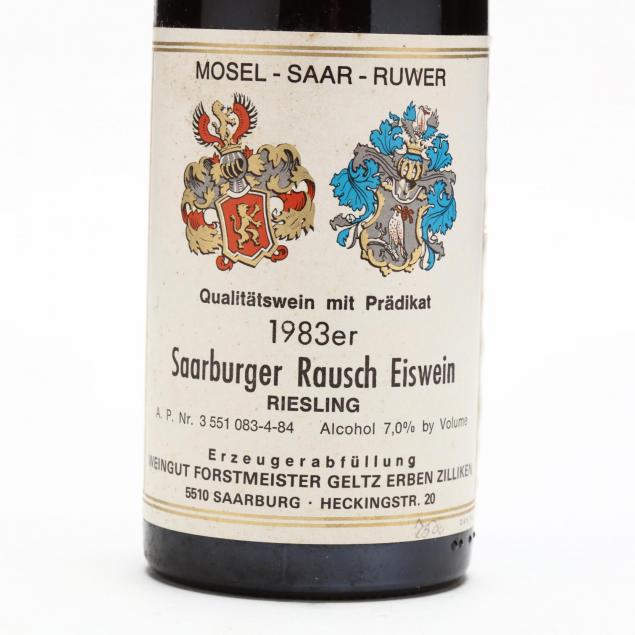 MOSEL - SAAR - RUWER
Qualitätswein mit Prädikat
1983er
Saarburger Rausch Eiswein
RIESLING
A. P. Nr. 3 551 083-4-84 Alcohol 7,0% by Volume
Erzeugerabfüllung
WEINGUT FORSTMEISTER GELTZ ERBEN ZILLIKEN
5510 SAARBURG · HECKINGSTR. 20